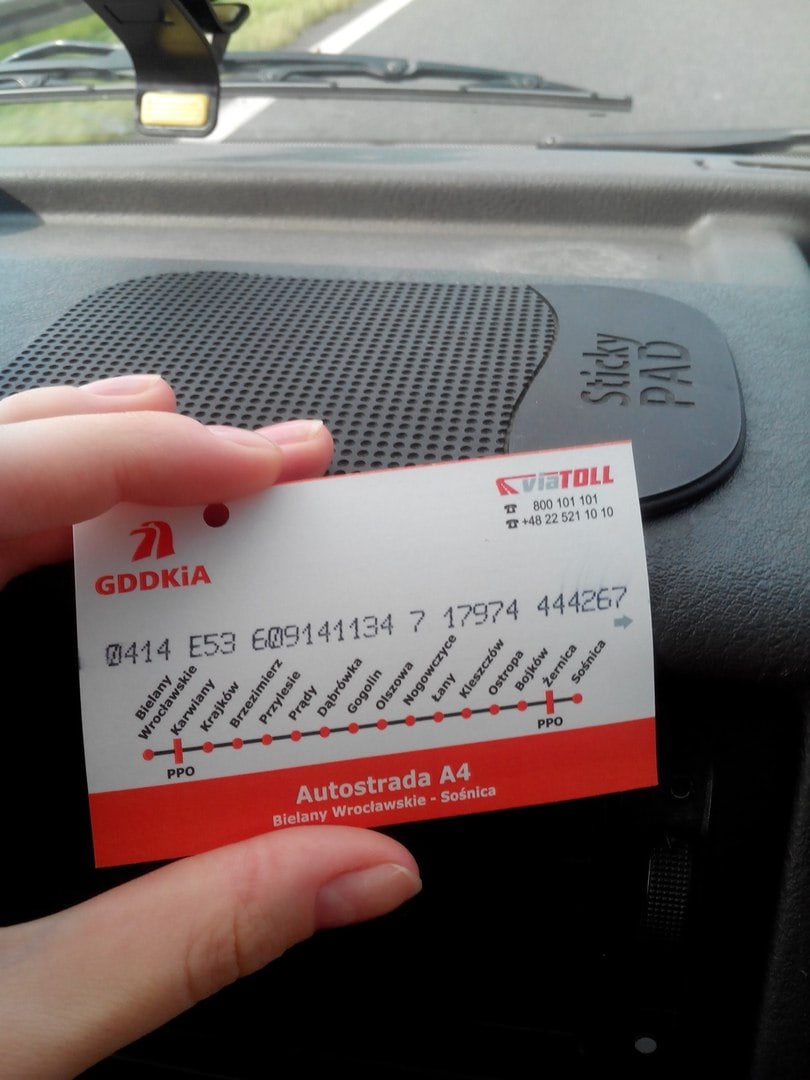 Sticky
PAD
viaTOLL
800 101 101
+48 22 521 10 10
GDDKiA
0414 E53 609141134 7 17974 444267
Bielany
Wrocławskie
Karwiany
Krajków
Brzezimierz
Przylesie
Prądy
Dąbrówka
Gogolin
Olszowa
Nogowczyce
Łany
Kleszczów
Ostropa
Bojków
Żernica
Sośnica
PPO
PPO
Autostrada A4
Bielany Wrocławskie - Sośnica